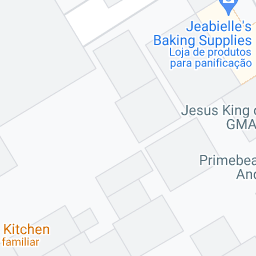 Jeabielle's
Baking Supplies
Loja de produtos
para panificação
Jesus King o
GMA
Primebea
And
Kitchen
familiar